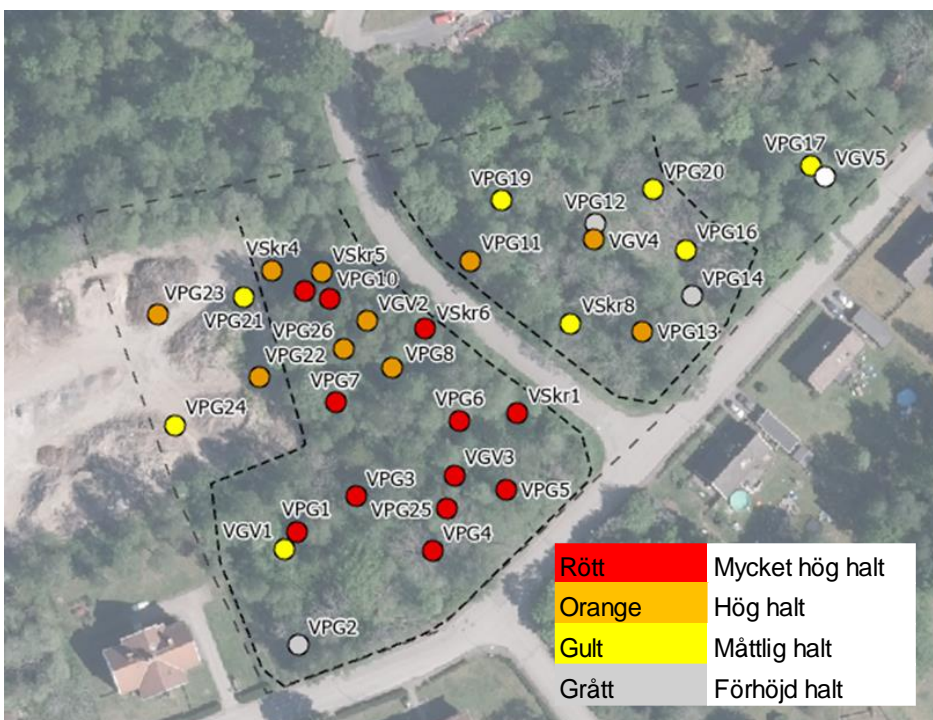 VPG17
VGV5
VPG19
VPG20
VPG12
VGV4
VPG16
VSkr4
VSkr5
VPG11
VPG10
VPG14
VPG23
VPG21
VGV2
VSkr6
VSkr8
VPG13
VPG26
VPG22
VPG8
VPG7
VPG24
VPG6
VSkr1
VGV3
VPG3
VPG5
VPG25
VPG1
VGV1
VPG4
VPG2
Rött Mycket hög halt
Orange Hög halt
Gult Måttlig halt
Grått Förhöjd halt